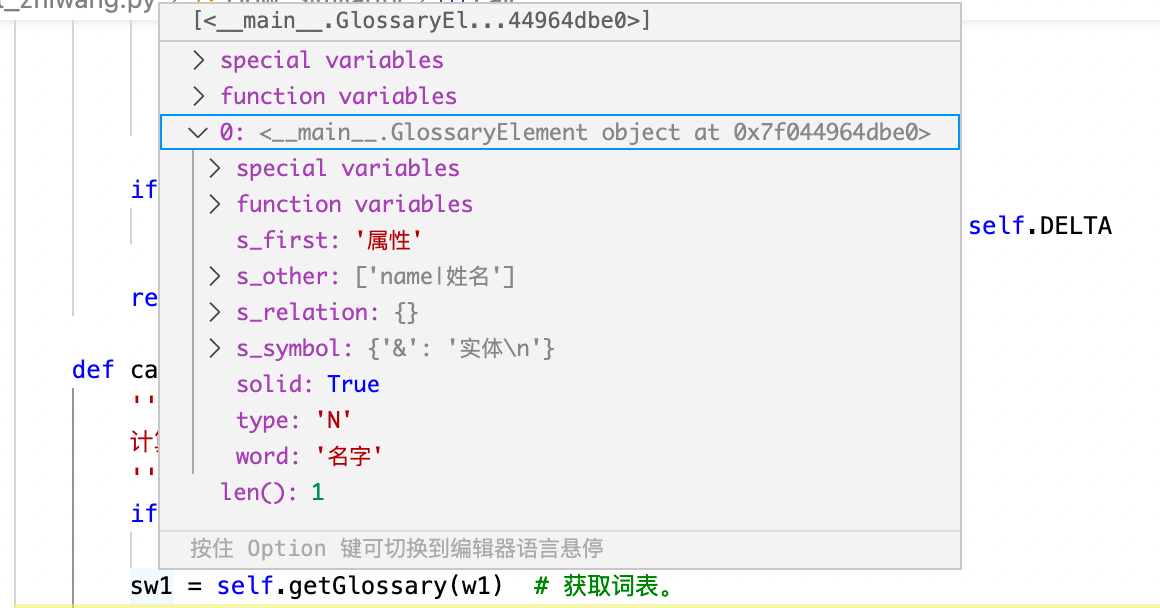 [<__main__.GlossaryEl...44964dbe0>]
special variables
function variables
0: <__main__.GlossaryElement object at 0x7f044964dbe0>
special variables
if
function variables
self.DELTA
s_first: '属性'
s_other: ['name|姓名']
re
s_relation: {}
s_symbol: {'&': '实体\n'}
def ca
solid: True
''
type: 'N'
计
word: '名字'
''
len(): 1
if
按住 Option 键可切换到编辑器语言悬停
sw1 = self.getGlossary(w1) # 获取词表。